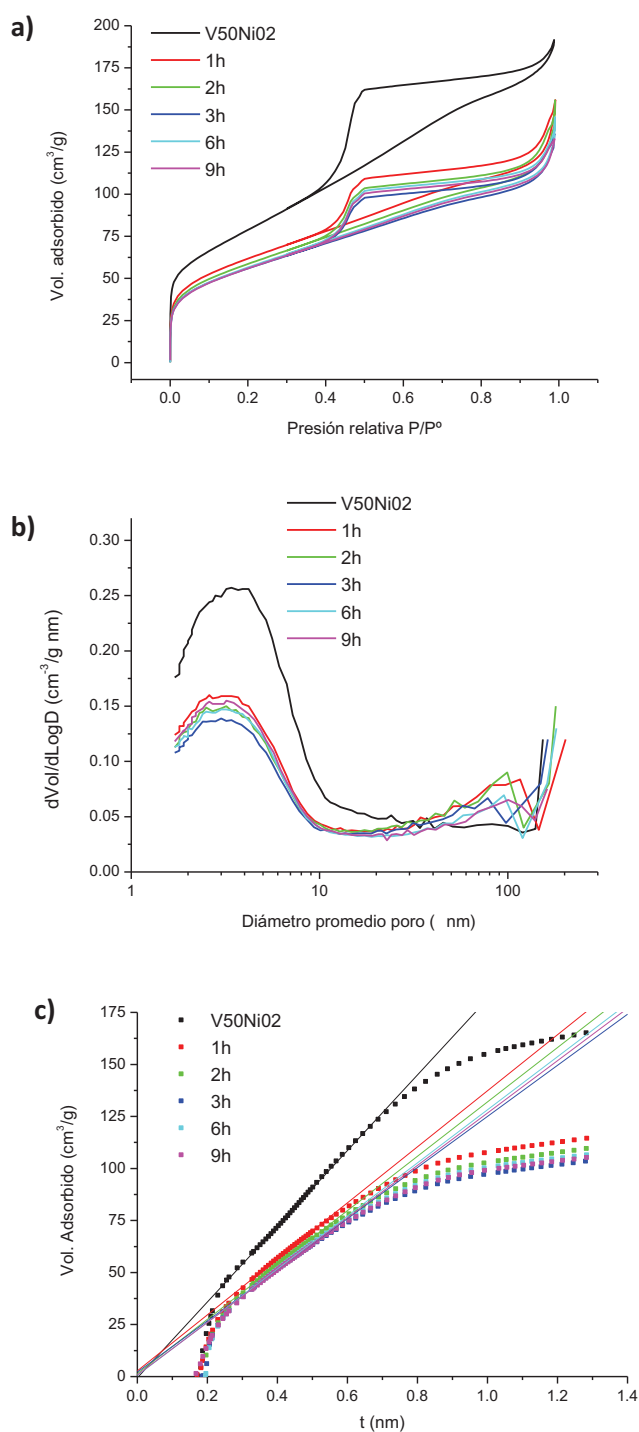 a)
V50Ni02
1h
2h
3h
6h
9h
200
175
150
125
100
75
50
25
0
Vol. adsorbido (cm³/g)
0.0 0.2 0.4 0.6 0.8 1.0
Presión relativa P/Pº
b)
V50Ni02
1h
2h
3h
6h
9h
0.30
0.25
0.20
0.15
0.10
0.05
0.00
dVol/dLogD (cm⁻³/g nm)
1 10 100
Diámetro promedio poro ( nm)
c)
V50Ni02
1h
2h
3h
6h
9h
175
150
125
100
75
50
25
0
Vol. Adsorbido (cm³/g)
0.0 0.2 0.4 0.6 0.8 1.0 1.2 1.4
t (nm)